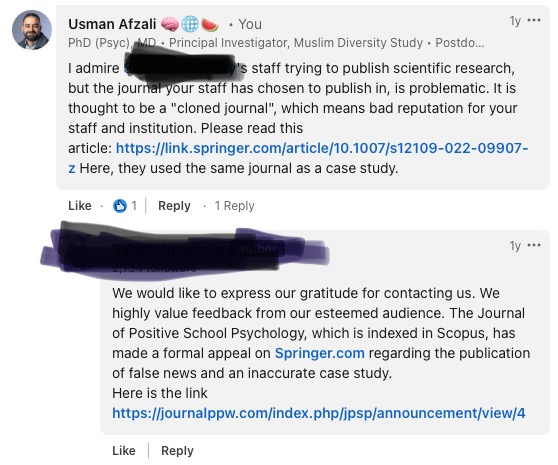 Usman Afzali 🧠🌐🍉 • You
1y •••
PhD (Psyc), MD • Principal Investigator, Muslim Diversity Study • Postdo...
I admire 's staff trying to publish scientific research,
but the journal your staff has chosen to publish in, is problematic. It is
thought to be a "cloned journal", which means bad reputation for your
staff and institution. Please read this
article: https://link.springer.com/article/10.1007/s12109-022-09907-
z Here, they used the same journal as a case study.
Like · 1 | Reply · 1 Reply
1y •••
We would like to express our gratitude for contacting us. We
highly value feedback from our esteemed audience. The Journal
of Positive School Psychology, which is indexed in Scopus, has
made a formal appeal on Springer.com regarding the publication
of false news and an inaccurate case study.
Here is the link
https://journalppw.com/index.php/jpsp/announcement/view/4
Like | Reply